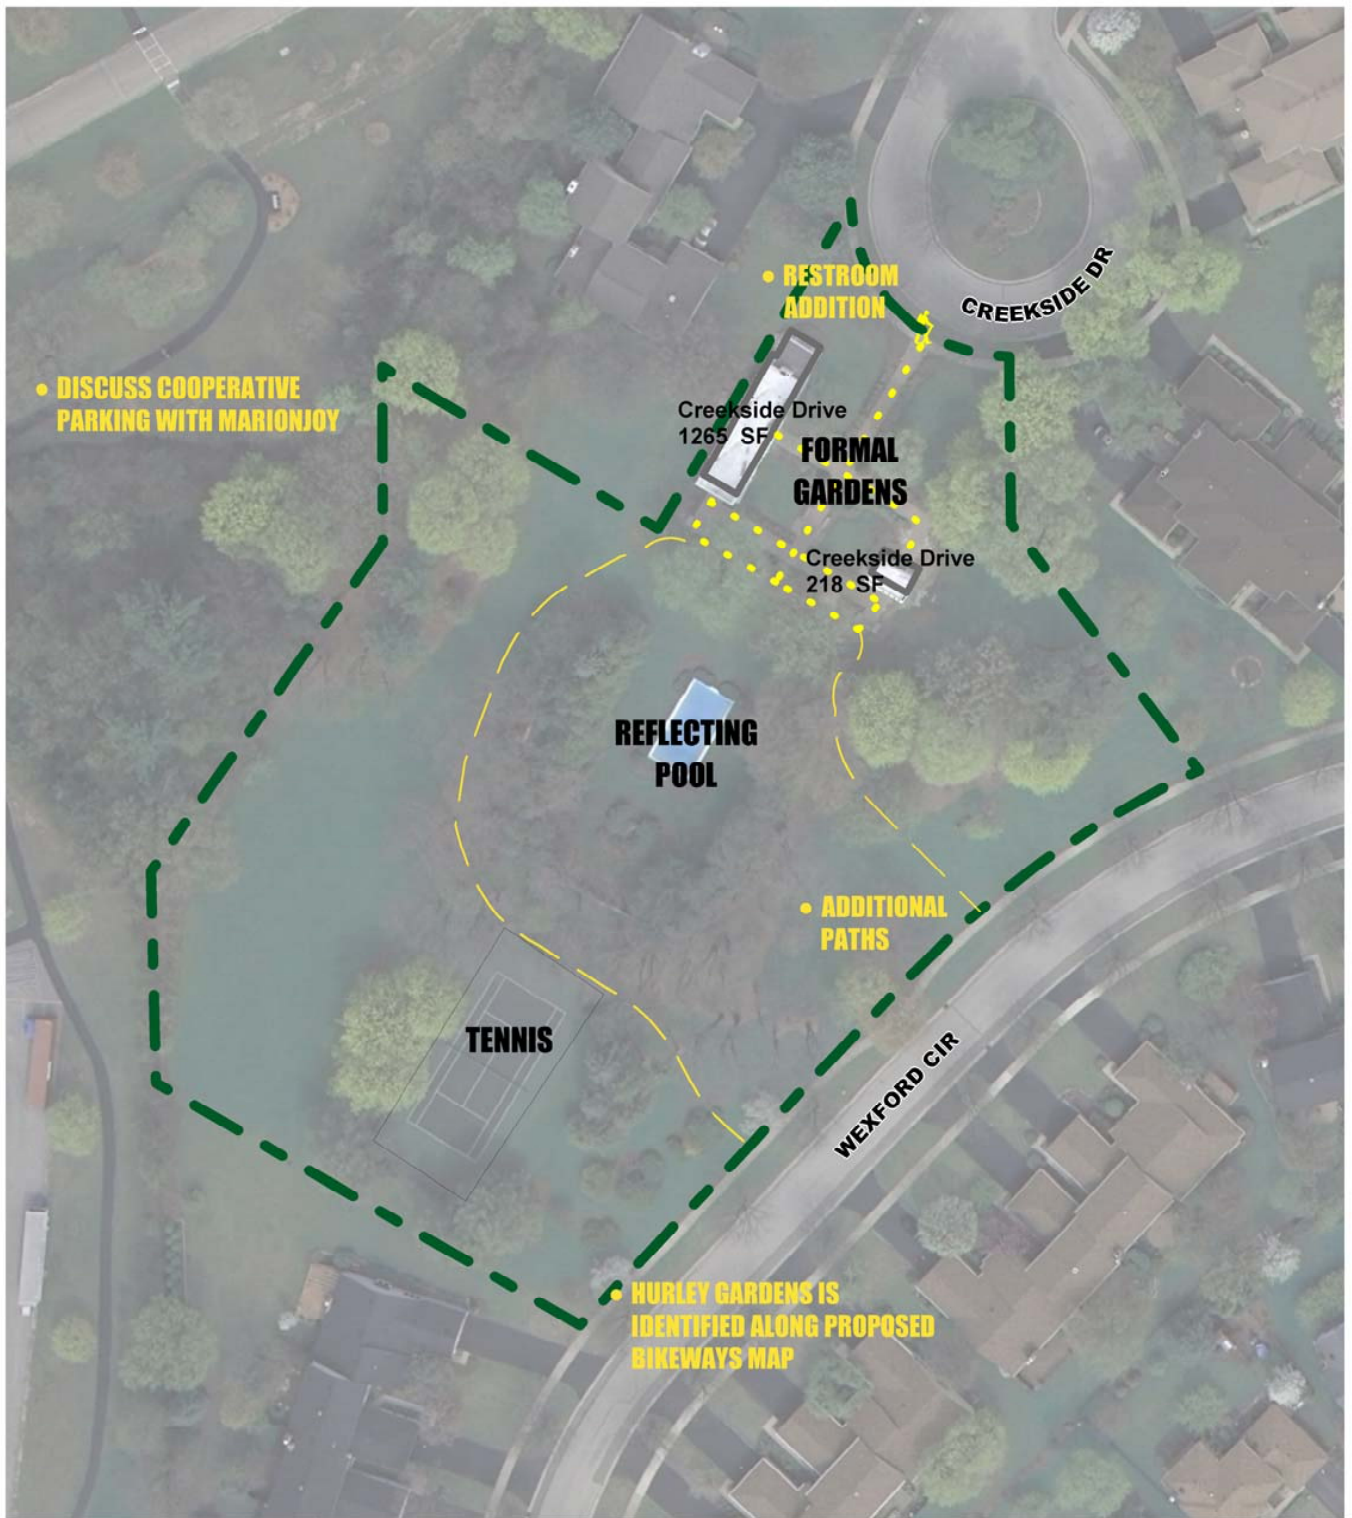 CREEKSIDE DR
• RESTROOM
ADDITION
• DISCUSS COOPERATIVE
PARKING WITH MARIONJOY
Creekside Drive
1265 SF
FORMAL
GARDENS
Creekside Drive
218 SF
REFLECTING
POOL
• ADDITIONAL
PATHS
TENNIS
WEXFORD CIR
• HURLEY GARDENS IS
IDENTIFIED ALONG PROPOSED
BIKEWAYS MAP